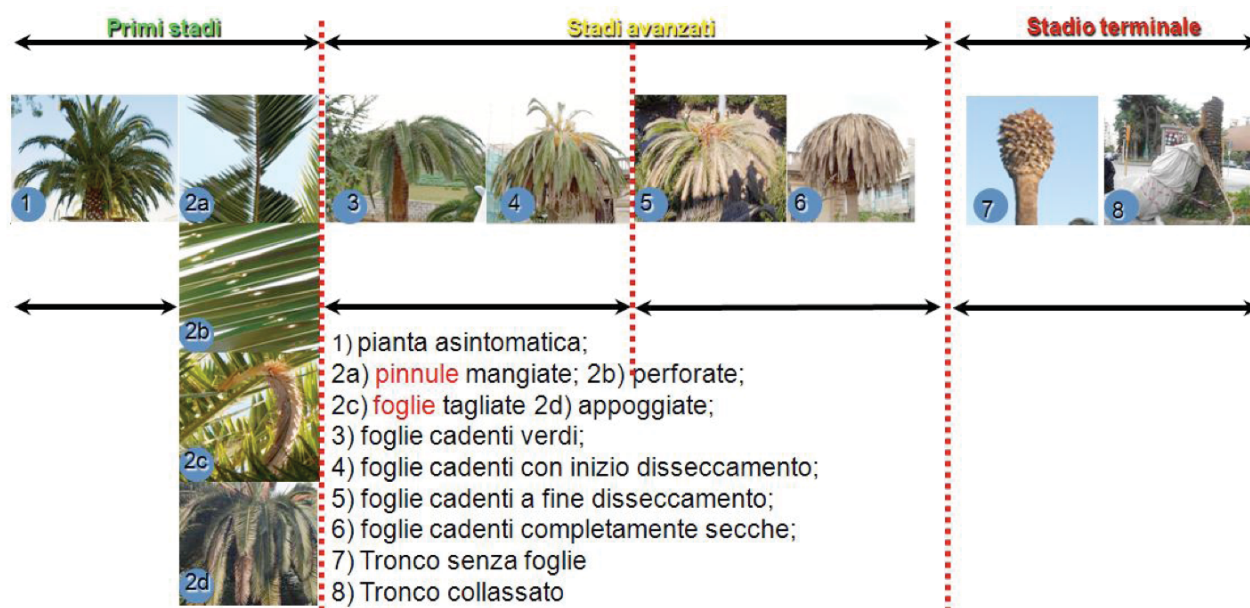 Primi stadi
Stadi avanzati
Stadio terminale
1
2a
3
4
5
6
7
8
2b
2c
2d
1) pianta asintomatica;
2a) pinnule mangiate; 2b) perforate;
2c) foglie tagliate 2d) appoggiate;
3) foglie cadenti verdi;
4) foglie cadenti con inizio disseccamento;
5) foglie cadenti a fine disseccamento;
6) foglie cadenti completamente secche;
7) Tronco senza foglie
8) Tronco collassato